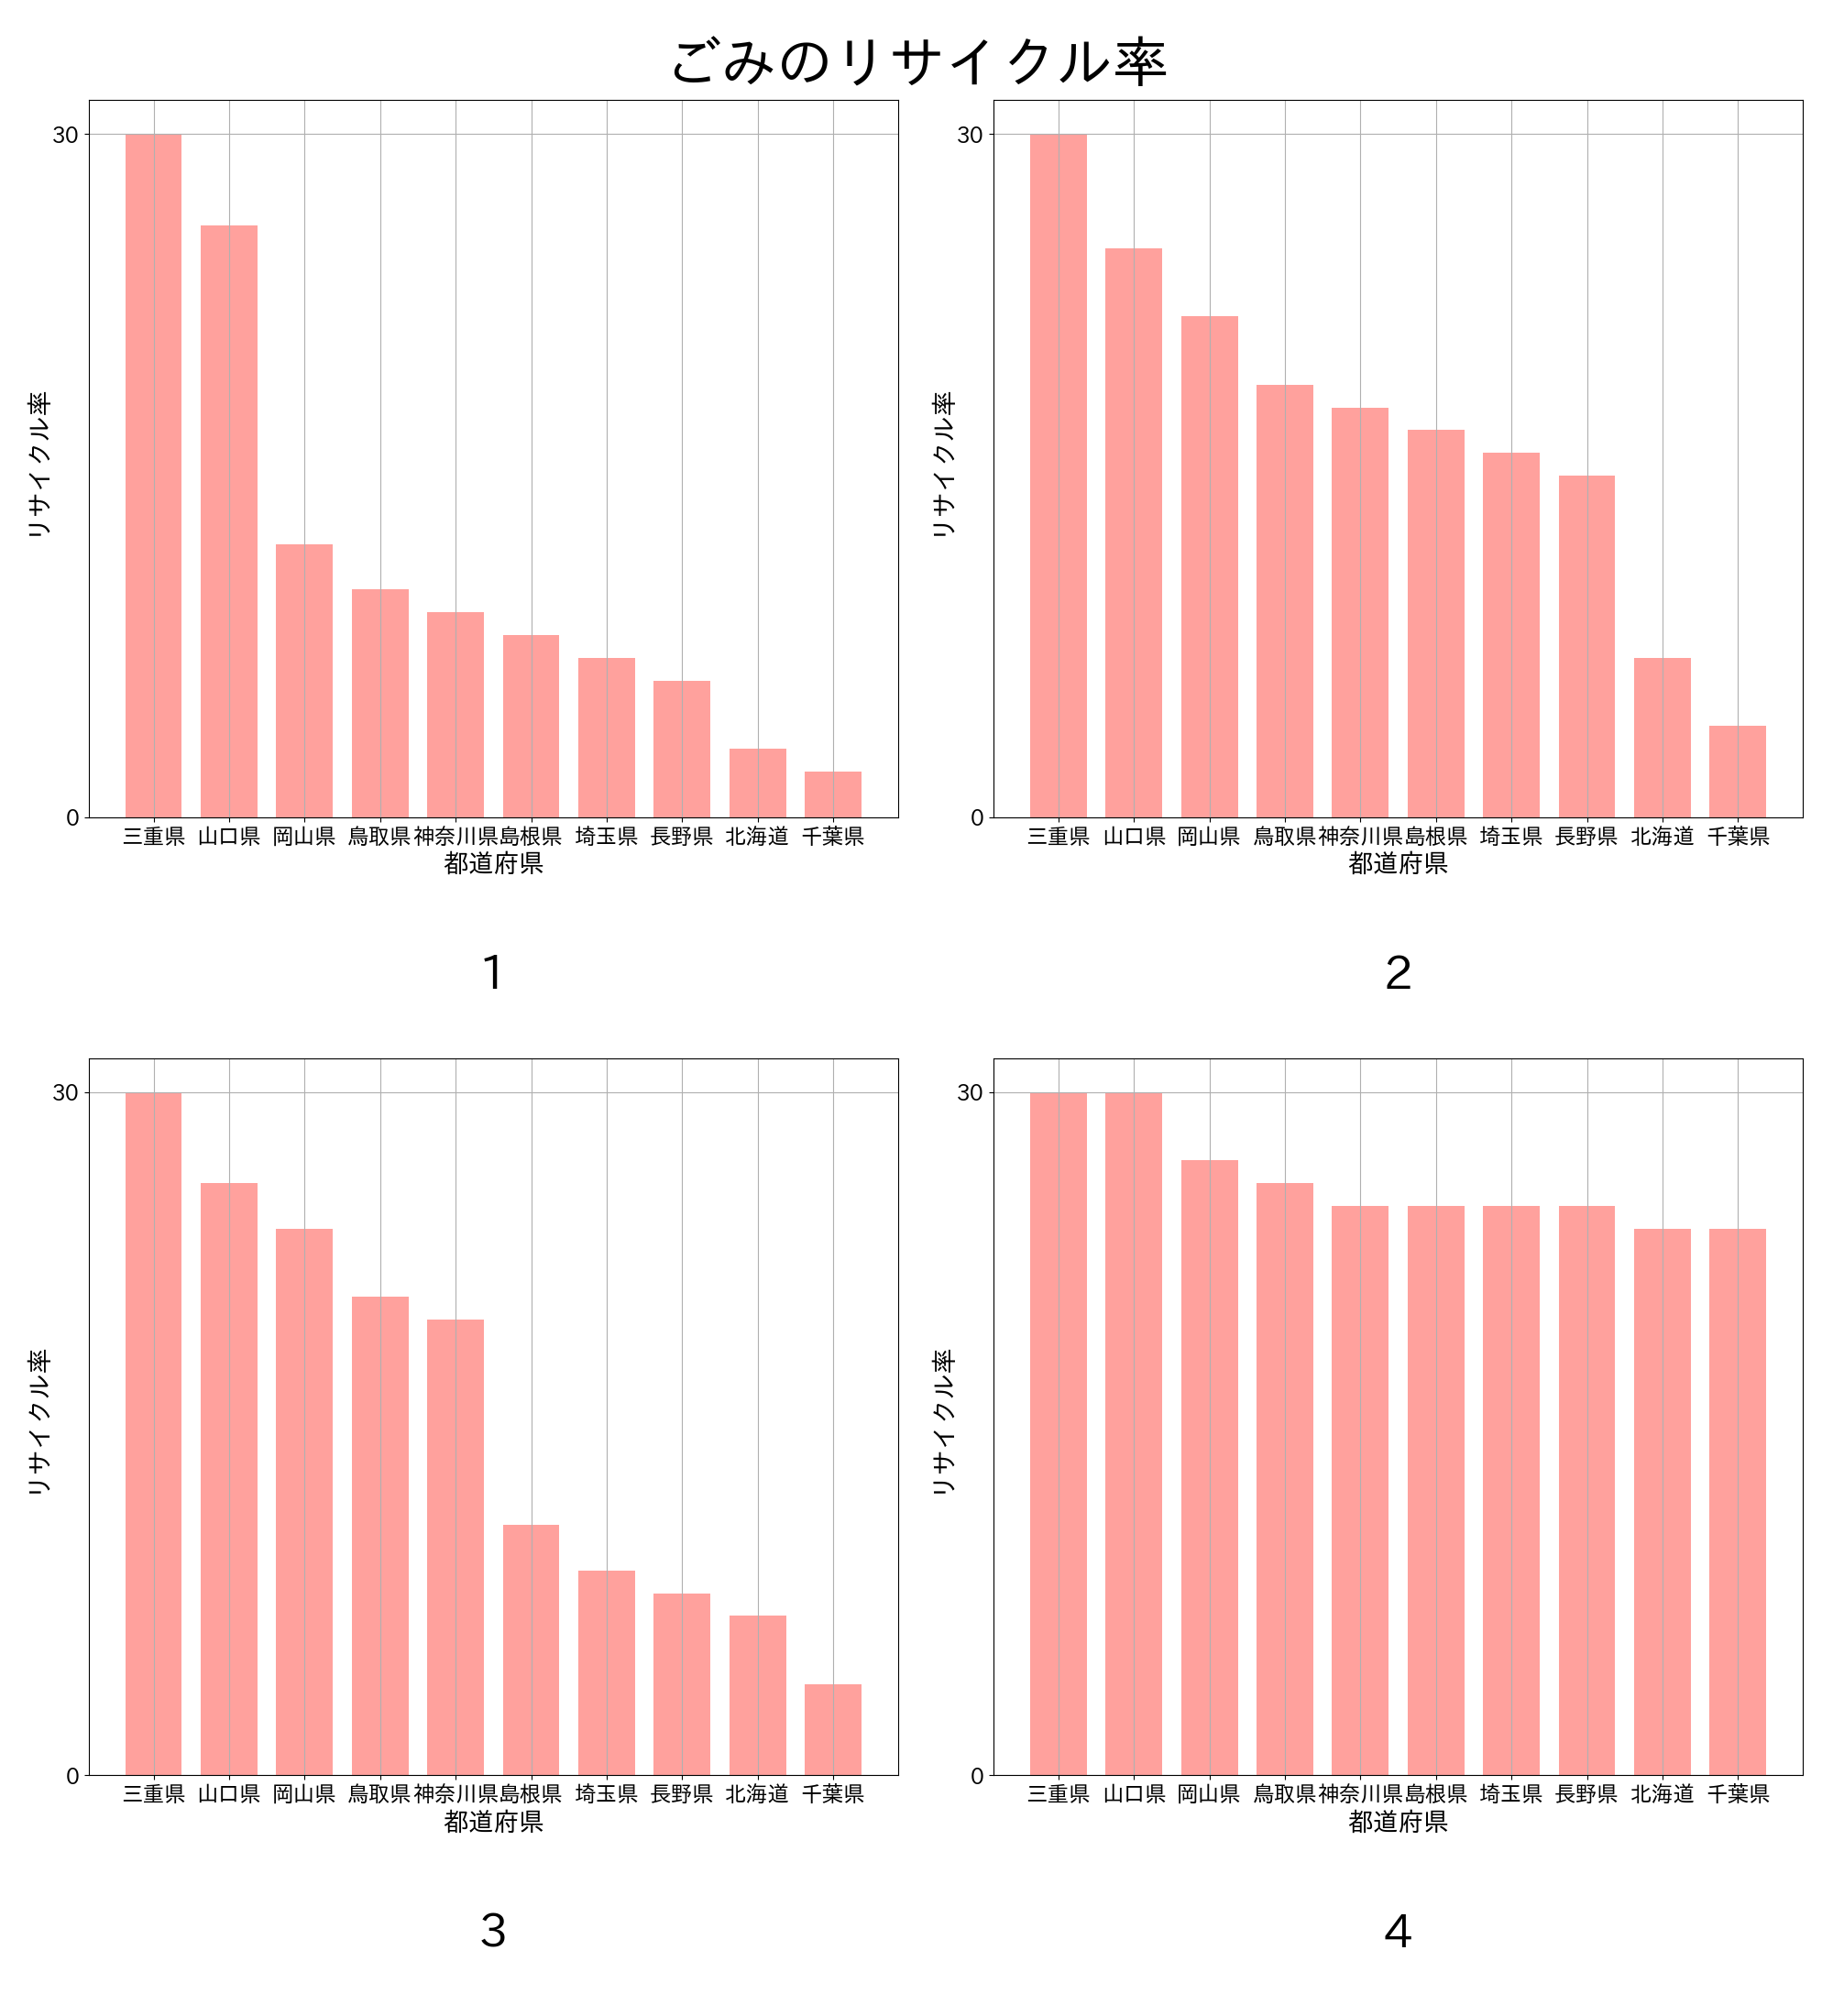 ごみのリサイクル率
30
0
リサイクル率
三重県 山口県 岡山県 鳥取県 神奈川県 島根県 埼玉県 長野県 北海道 千葉県
都道府県
1
30
0
リサイクル率
三重県 山口県 岡山県 鳥取県 神奈川県 島根県 埼玉県 長野県 北海道 千葉県
都道府県
2
30
0
リサイクル率
三重県 山口県 岡山県 鳥取県 神奈川県 島根県 埼玉県 長野県 北海道 千葉県
都道府県
3
30
0
リサイクル率
三重県 山口県 岡山県 鳥取県 神奈川県 島根県 埼玉県 長野県 北海道 千葉県
都道府県
4